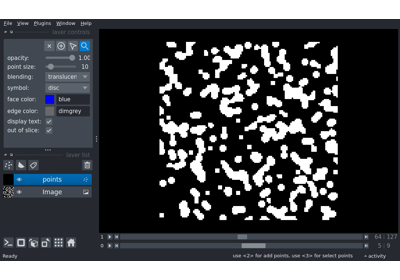 File View Plugins Window Help
layer controls
opacity: 1.00
point size: 10
blending: translucen
symbol: disc
face color: blue
edge color: dimgrey
display text:
out of slice:
layer list
points
Image
1 64 127
0 5 9
Ready use <2> for add points, use <3> for select points activity